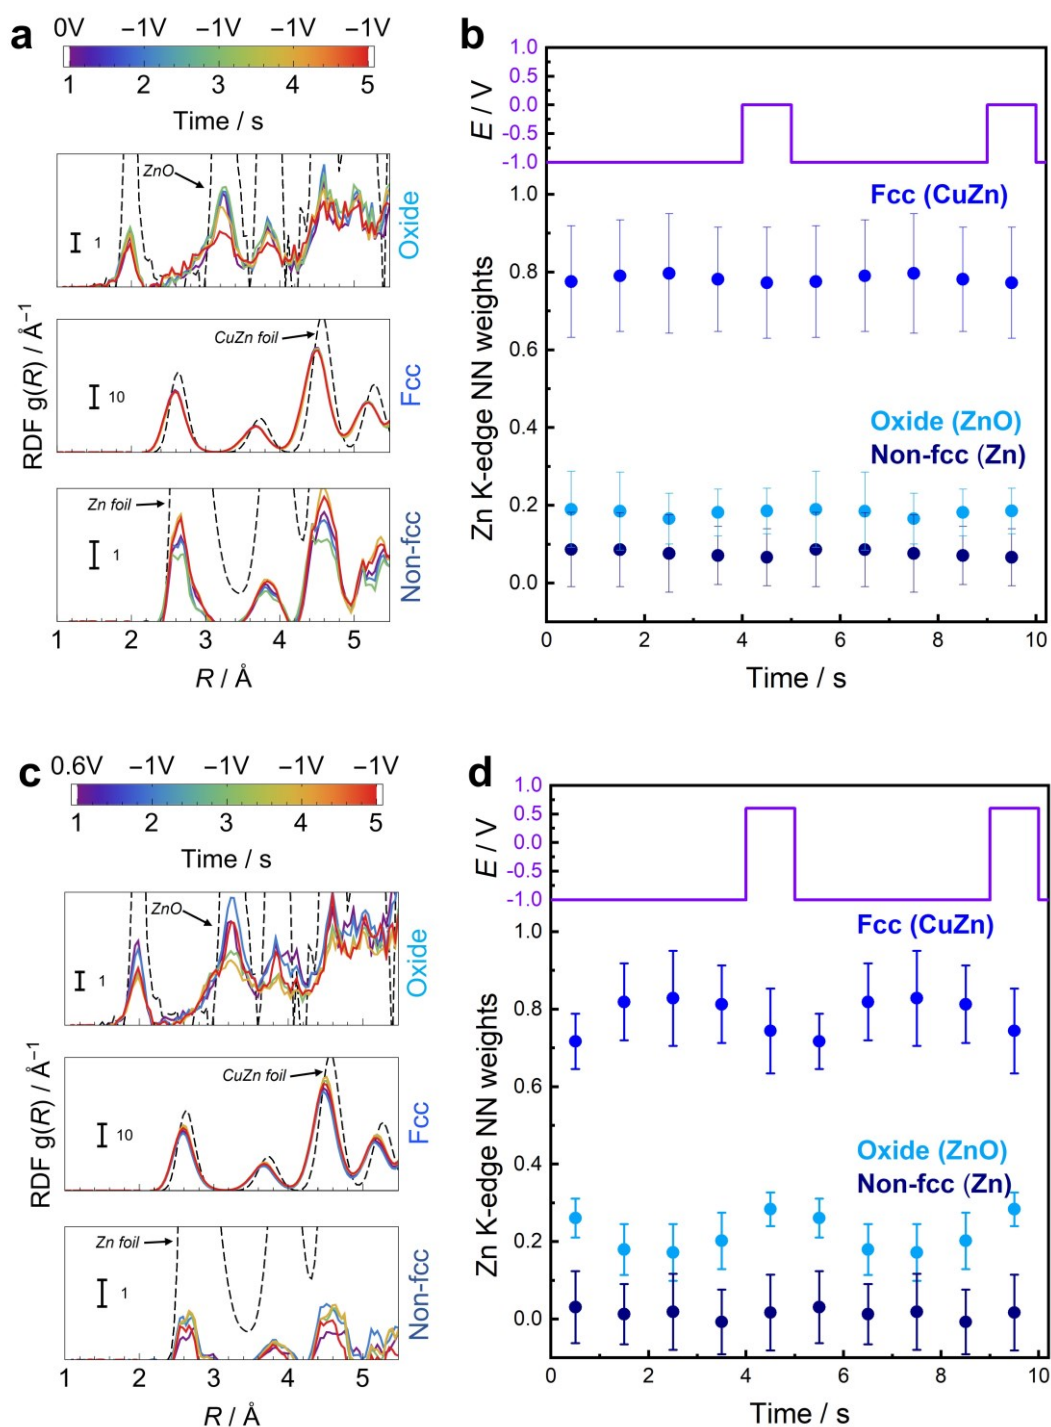 a
0V −1V −1V −1V −1V
1 2 3 4 5
Time / s
ZnO
1
Oxide
RDF g(R) / Å−1
CuZn foil
10
Fcc
Zn foil
1
Non-fcc
1 2 3 4 5
R / Å
b
1.0
0.5
0.0
-0.5
-1.0
E / V
1.0
0.8
0.6
0.4
0.2
0.0
Zn K-edge NN weights
Fcc (CuZn)
Oxide (ZnO)
Non-fcc (Zn)
0 2 4 6 8 10
Time / s
c
0.6V −1V −1V −1V −1V
1 2 3 4 5
Time / s
ZnO
1
Oxide
RDF g(R) / Å−1
CuZn foil
10
Fcc
Zn foil
1
Non-fcc
1 2 3 4 5
R / Å
d
1.0
0.5
0.0
-0.5
-1.0
E / V
1.0
0.8
0.6
0.4
0.2
0.0
Zn K-edge NN weights
Fcc (CuZn)
Oxide (ZnO)
Non-fcc (Zn)
0 2 4 6 8 10
Time / s